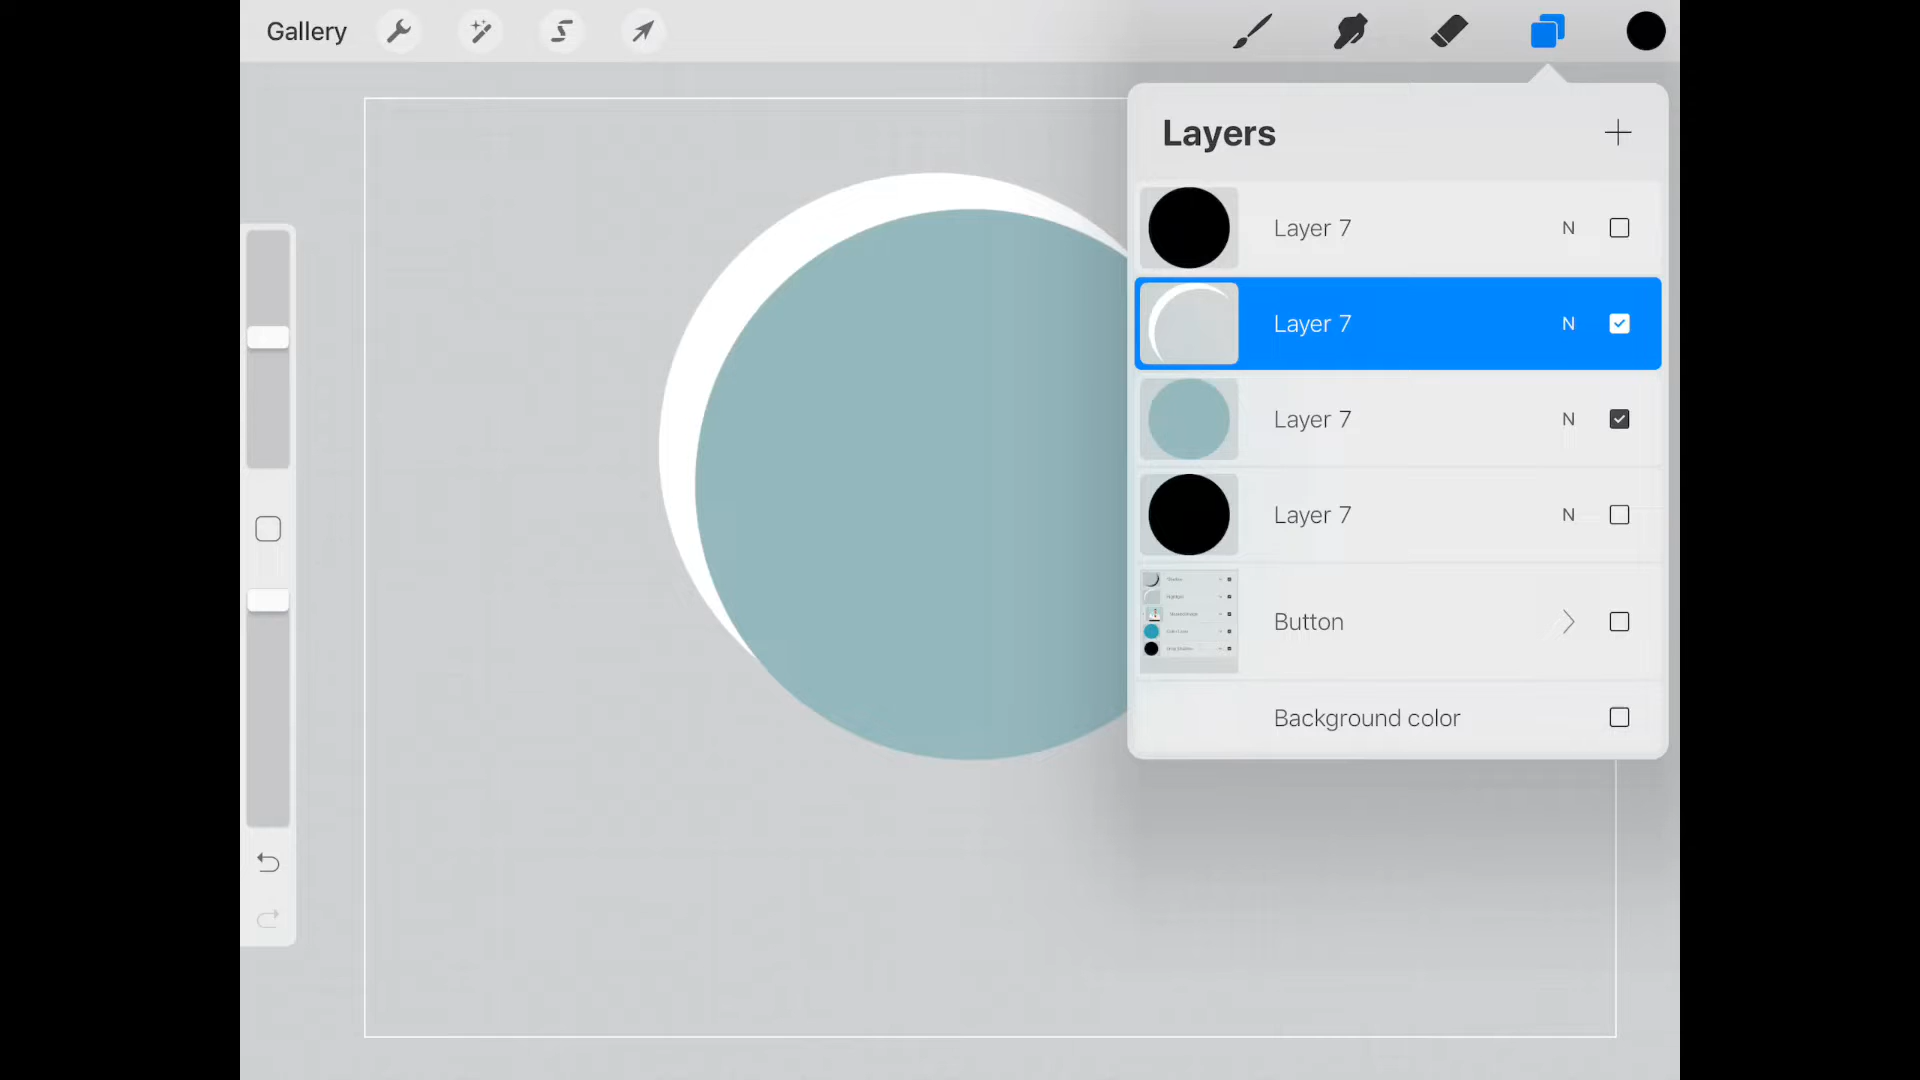 Gallery
Layers
Layer 7 N
Layer 7 N
Layer 7 N
Layer 7 N
Button
Background color